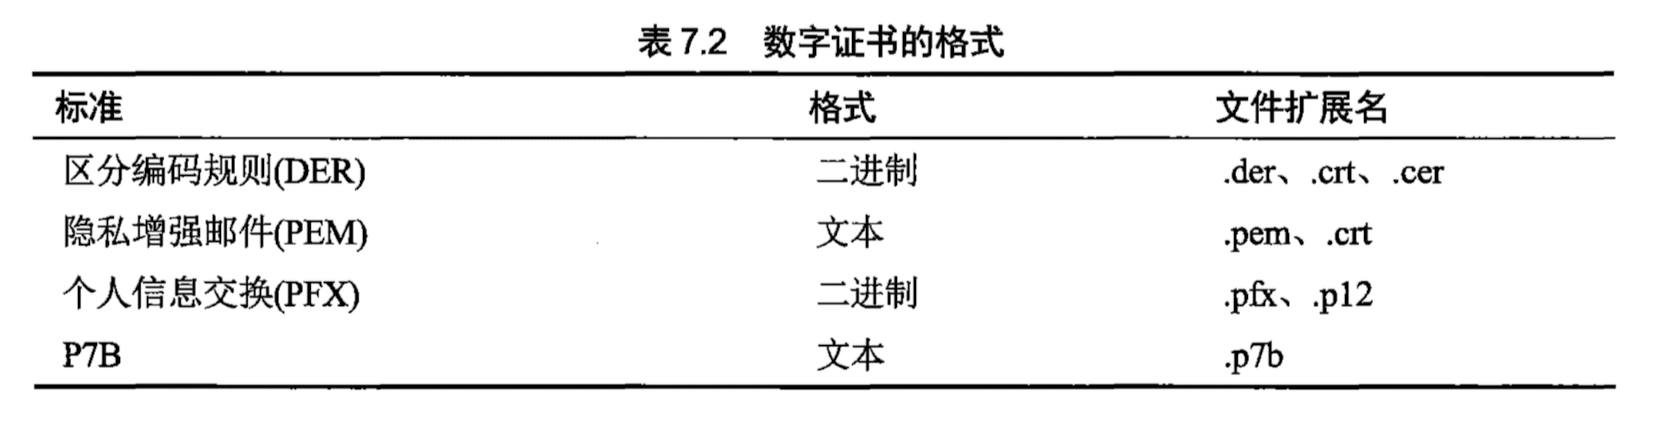 表 7.2 数字证书的格式
标准 格式 文件扩展名
区分编码规则(DER) 二进制 .der、.crt、.cer
隐私增强邮件(PEM) 文本 .pem、.crt
个人信息交换(PFX) 二进制 .pfx、.p12
P7B 文本 .p7b